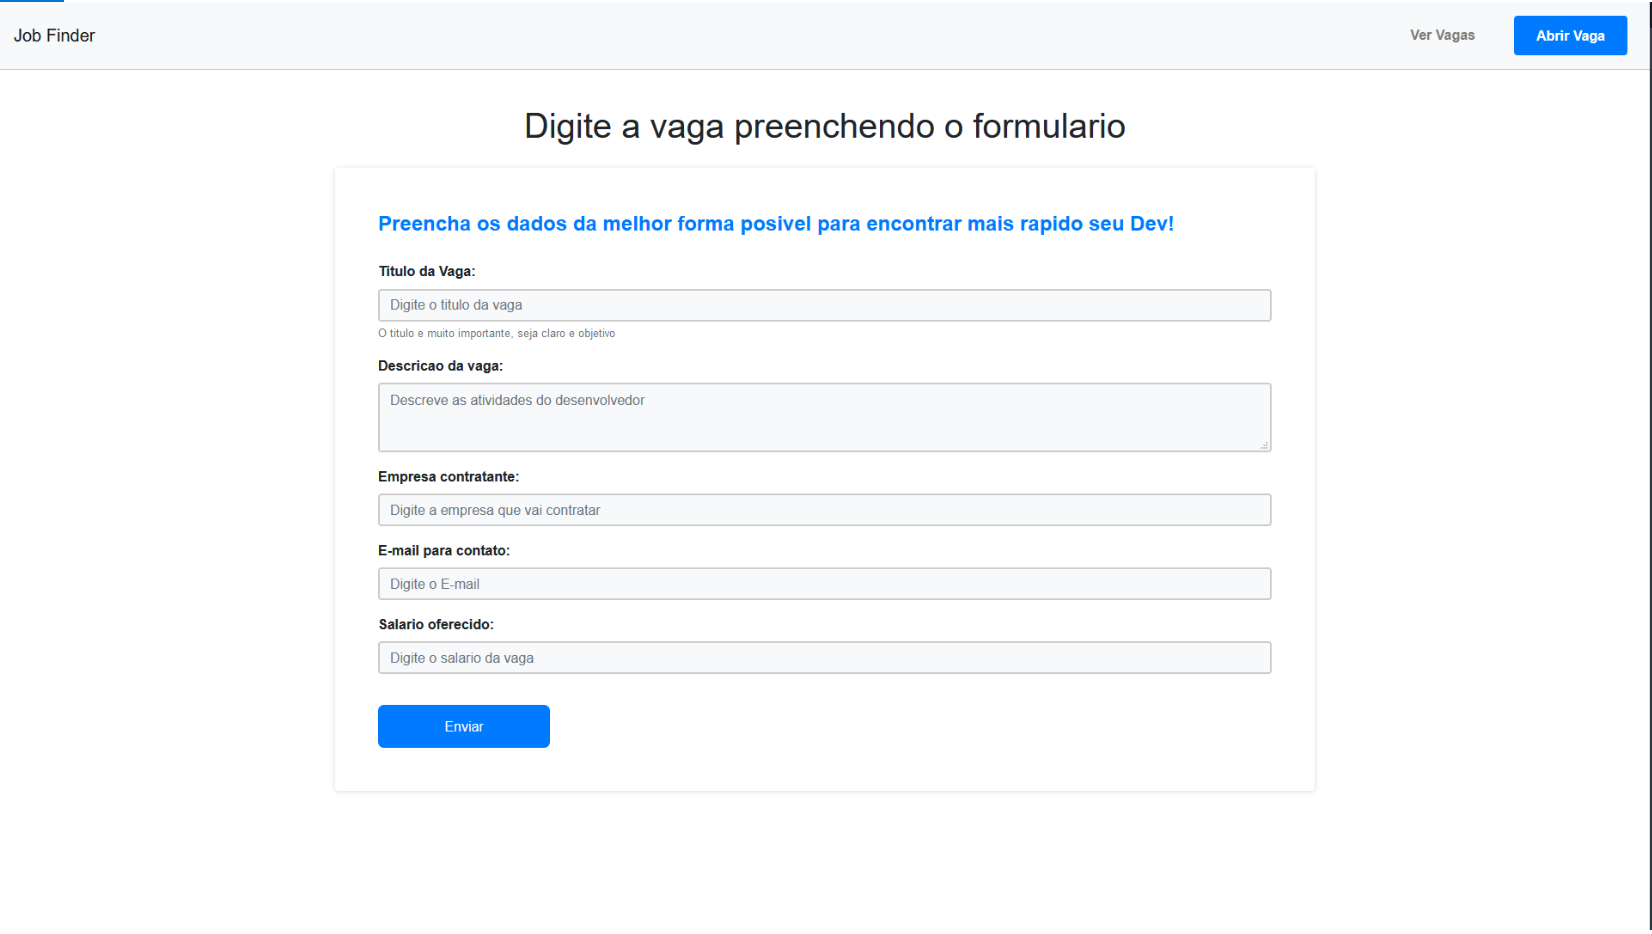 Job Finder
Ver Vagas
Abrir Vaga
Digite a vaga preenchendo o formulario
Preencha os dados da melhor forma posivel para encontrar mais rapido seu Dev!
Titulo da Vaga:
Digite o titulo da vaga
O titulo e muito importante, seja claro e objetivo
Descricao da vaga:
Descreve as atividades do desenvolvedor
Empresa contratante:
Digite a empresa que vai contratar
E-mail para contato:
Digite o E-mail
Salario oferecido:
Digite o salario da vaga
Enviar